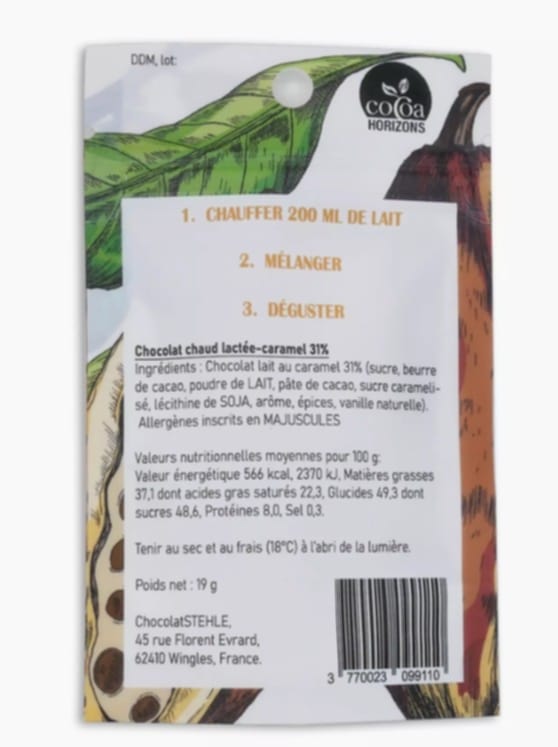 DDM, lot:
cocoa
HORIZONS
1. CHAUFFER 200 ML DE LAIT
2. MÉLANGER
3. DÉGUSTER
Chocolat chaud lactée-caramel 31%
Ingrédients : Chocolat lait au caramel 31% (sucre, beurre
de cacao, poudre de LAIT, pâte de cacao, sucre carameli-
sé, lécithine de SOJA, arôme, épices, vanille naturelle).
Allergènes inscrits en MAJUSCULES
Valeurs nutritionnelles moyennes pour 100 g:
Valeur énergétique 566 kcal, 2370 kJ, Matières grasses
37,1 dont acides gras saturés 22,3, Glucides 49,3 dont
sucres 48,6, Protéines 8,0, Sel 0,3.
Tenir au sec et au frais (18°C) à l'abri de la lumière.
Poids net : 19 g
ChocolatSTEHLE,
45 rue Florent Evrard,
62410 Wingles, France.
3 770023 099110